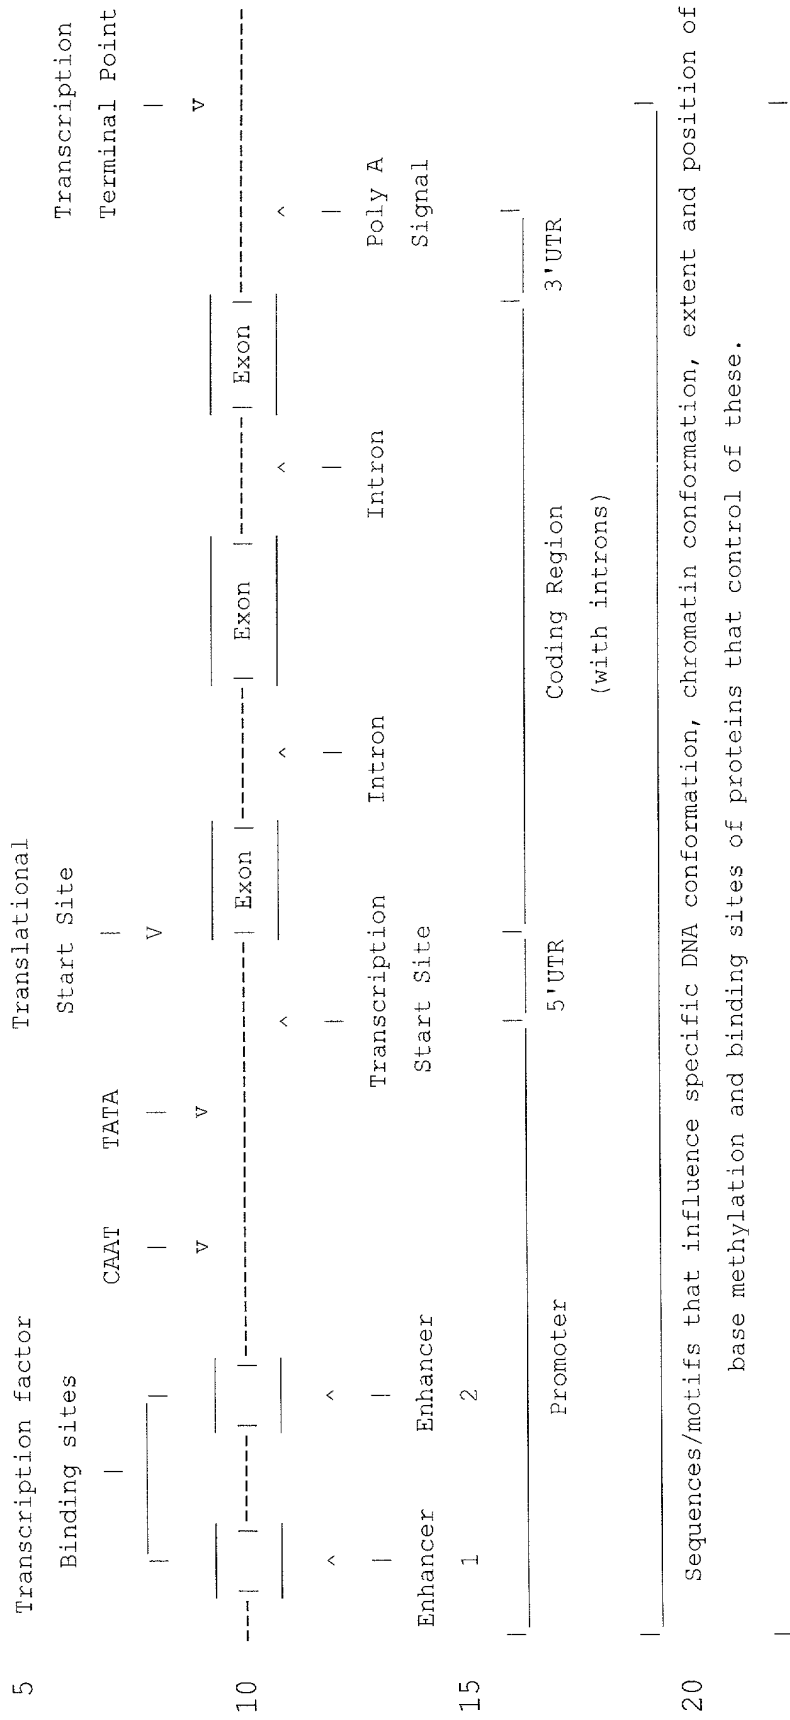 5
Transcription factor Translational Transcription
Binding sites Start Site Terminal Point
CAAT TATA
10 Exon Exon Exon
Enhancer Enhancer Transcription Intron Intron Poly A
1 2 Start Site Signal
15
Promoter 5'UTR Coding Region 3'UTR
(with introns)
20 Sequences/motifs that influence specific DNA conformation, chromatin conformation, extent and position of
base methylation and binding sites of proteins that control of these.